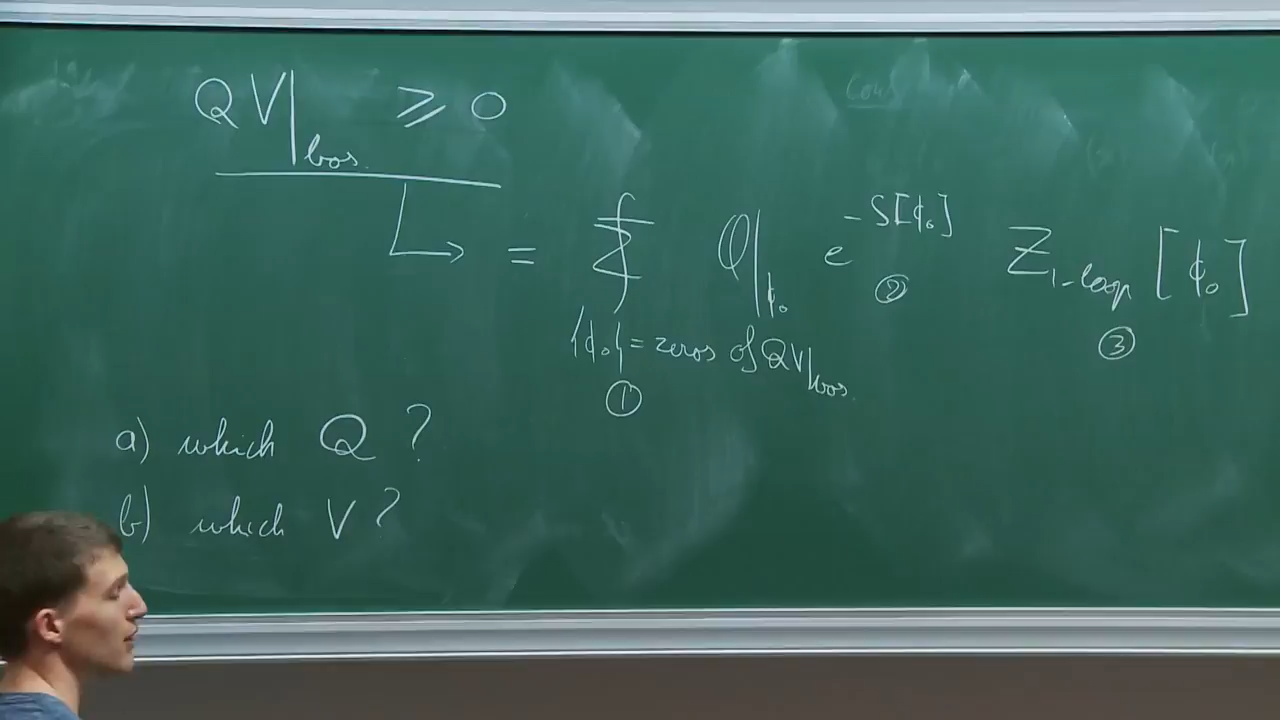 QV|bos. ⩾ 0
↳ = ∑∫ O|ϕ₀ e^{-S[ϕ₀]} Z_{1-loop} [ϕ₀]
{ϕ₀} = zeros of QV|bos.
① ② ③
a) which Q ?
b) which V ?